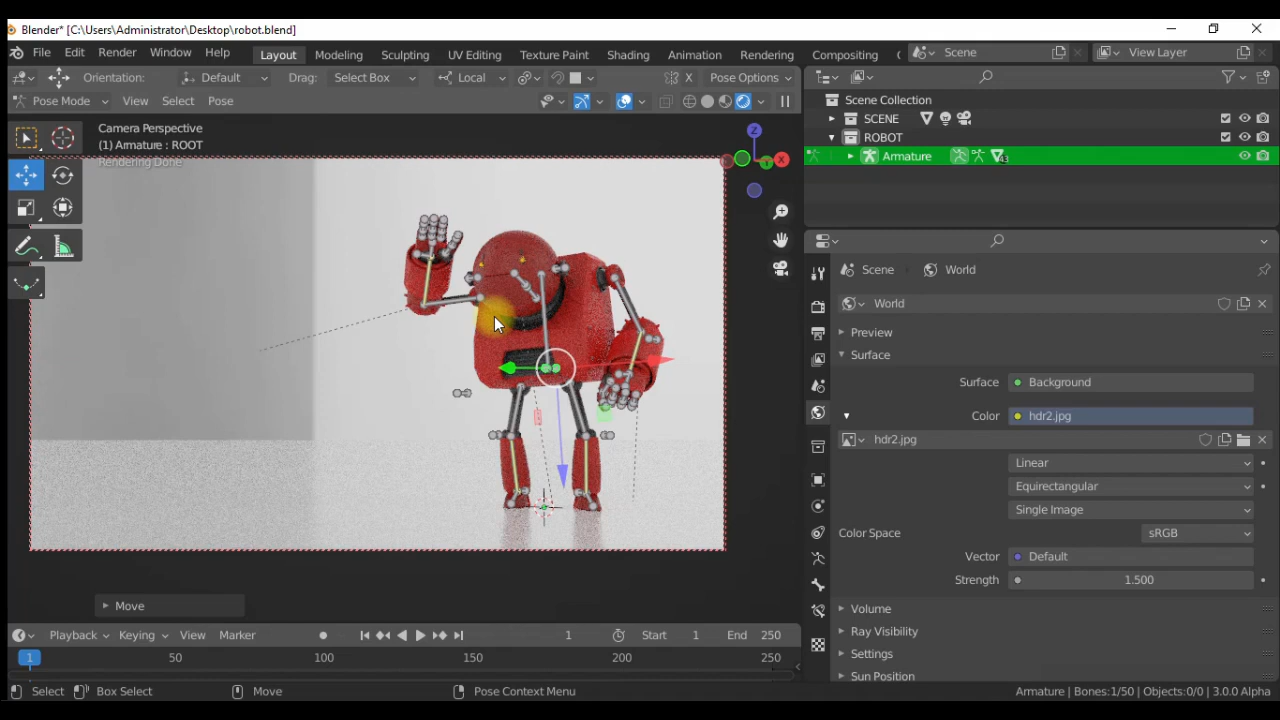 Blender* [C:\Users\Administrator\Desktop\robot.blend]
File Edit Render Window Help Layout Modeling Sculpting UV Editing Texture Paint Shading Animation Rendering Compositing Scene View Layer
Orientation: Default Drag: Select Box Local X Pose Options
Pose Mode View Select Pose
Scene Collection
SCENE
ROBOT
Armature 43
Camera Perspective
(1) Armature : ROOT
Rendering Done
Z
Y
X
Scene World
World
Preview
Surface
Surface Background
Color hdr2.jpg
hdr2.jpg
Linear
Equirectangular
Single Image
Color Space sRGB
Vector Default
Strength 1.500
Volume
Ray Visibility
Settings
Sun Position
Move
Playback Keying View Marker 1 Start 1 End 250
1 50 100 150 200 250
Select Box Select Move Pose Context Menu Armature | Bones:1/50 | Objects:0/0 | 3.0.0 Alpha